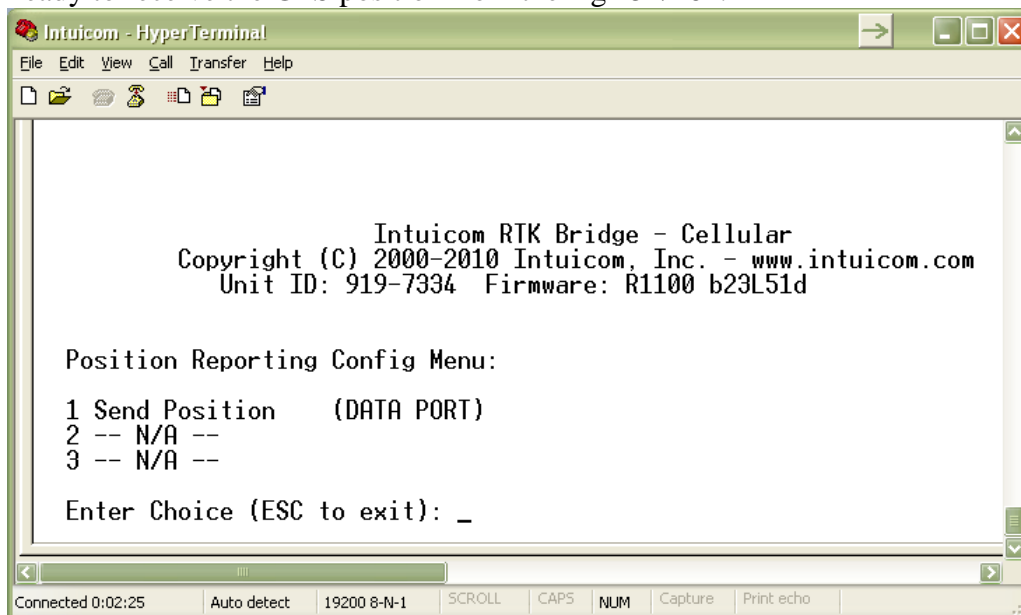 Intuicom - HyperTerminal
File Edit View Call Transfer Help
Intuicom RTK Bridge - Cellular
Copyright (C) 2000-2010 Intuicom, Inc. - www.intuicom.com
Unit ID: 919-7334 Firmware: R1100 b23L51d
Position Reporting Config Menu:
1 Send Position (DATA PORT)
2 -- N/A --
3 -- N/A --
Enter Choice (ESC to exit): _
Connected 0:02:25 Auto detect 19200 8-N-1 SCROLL CAPS NUM Capture Print echo